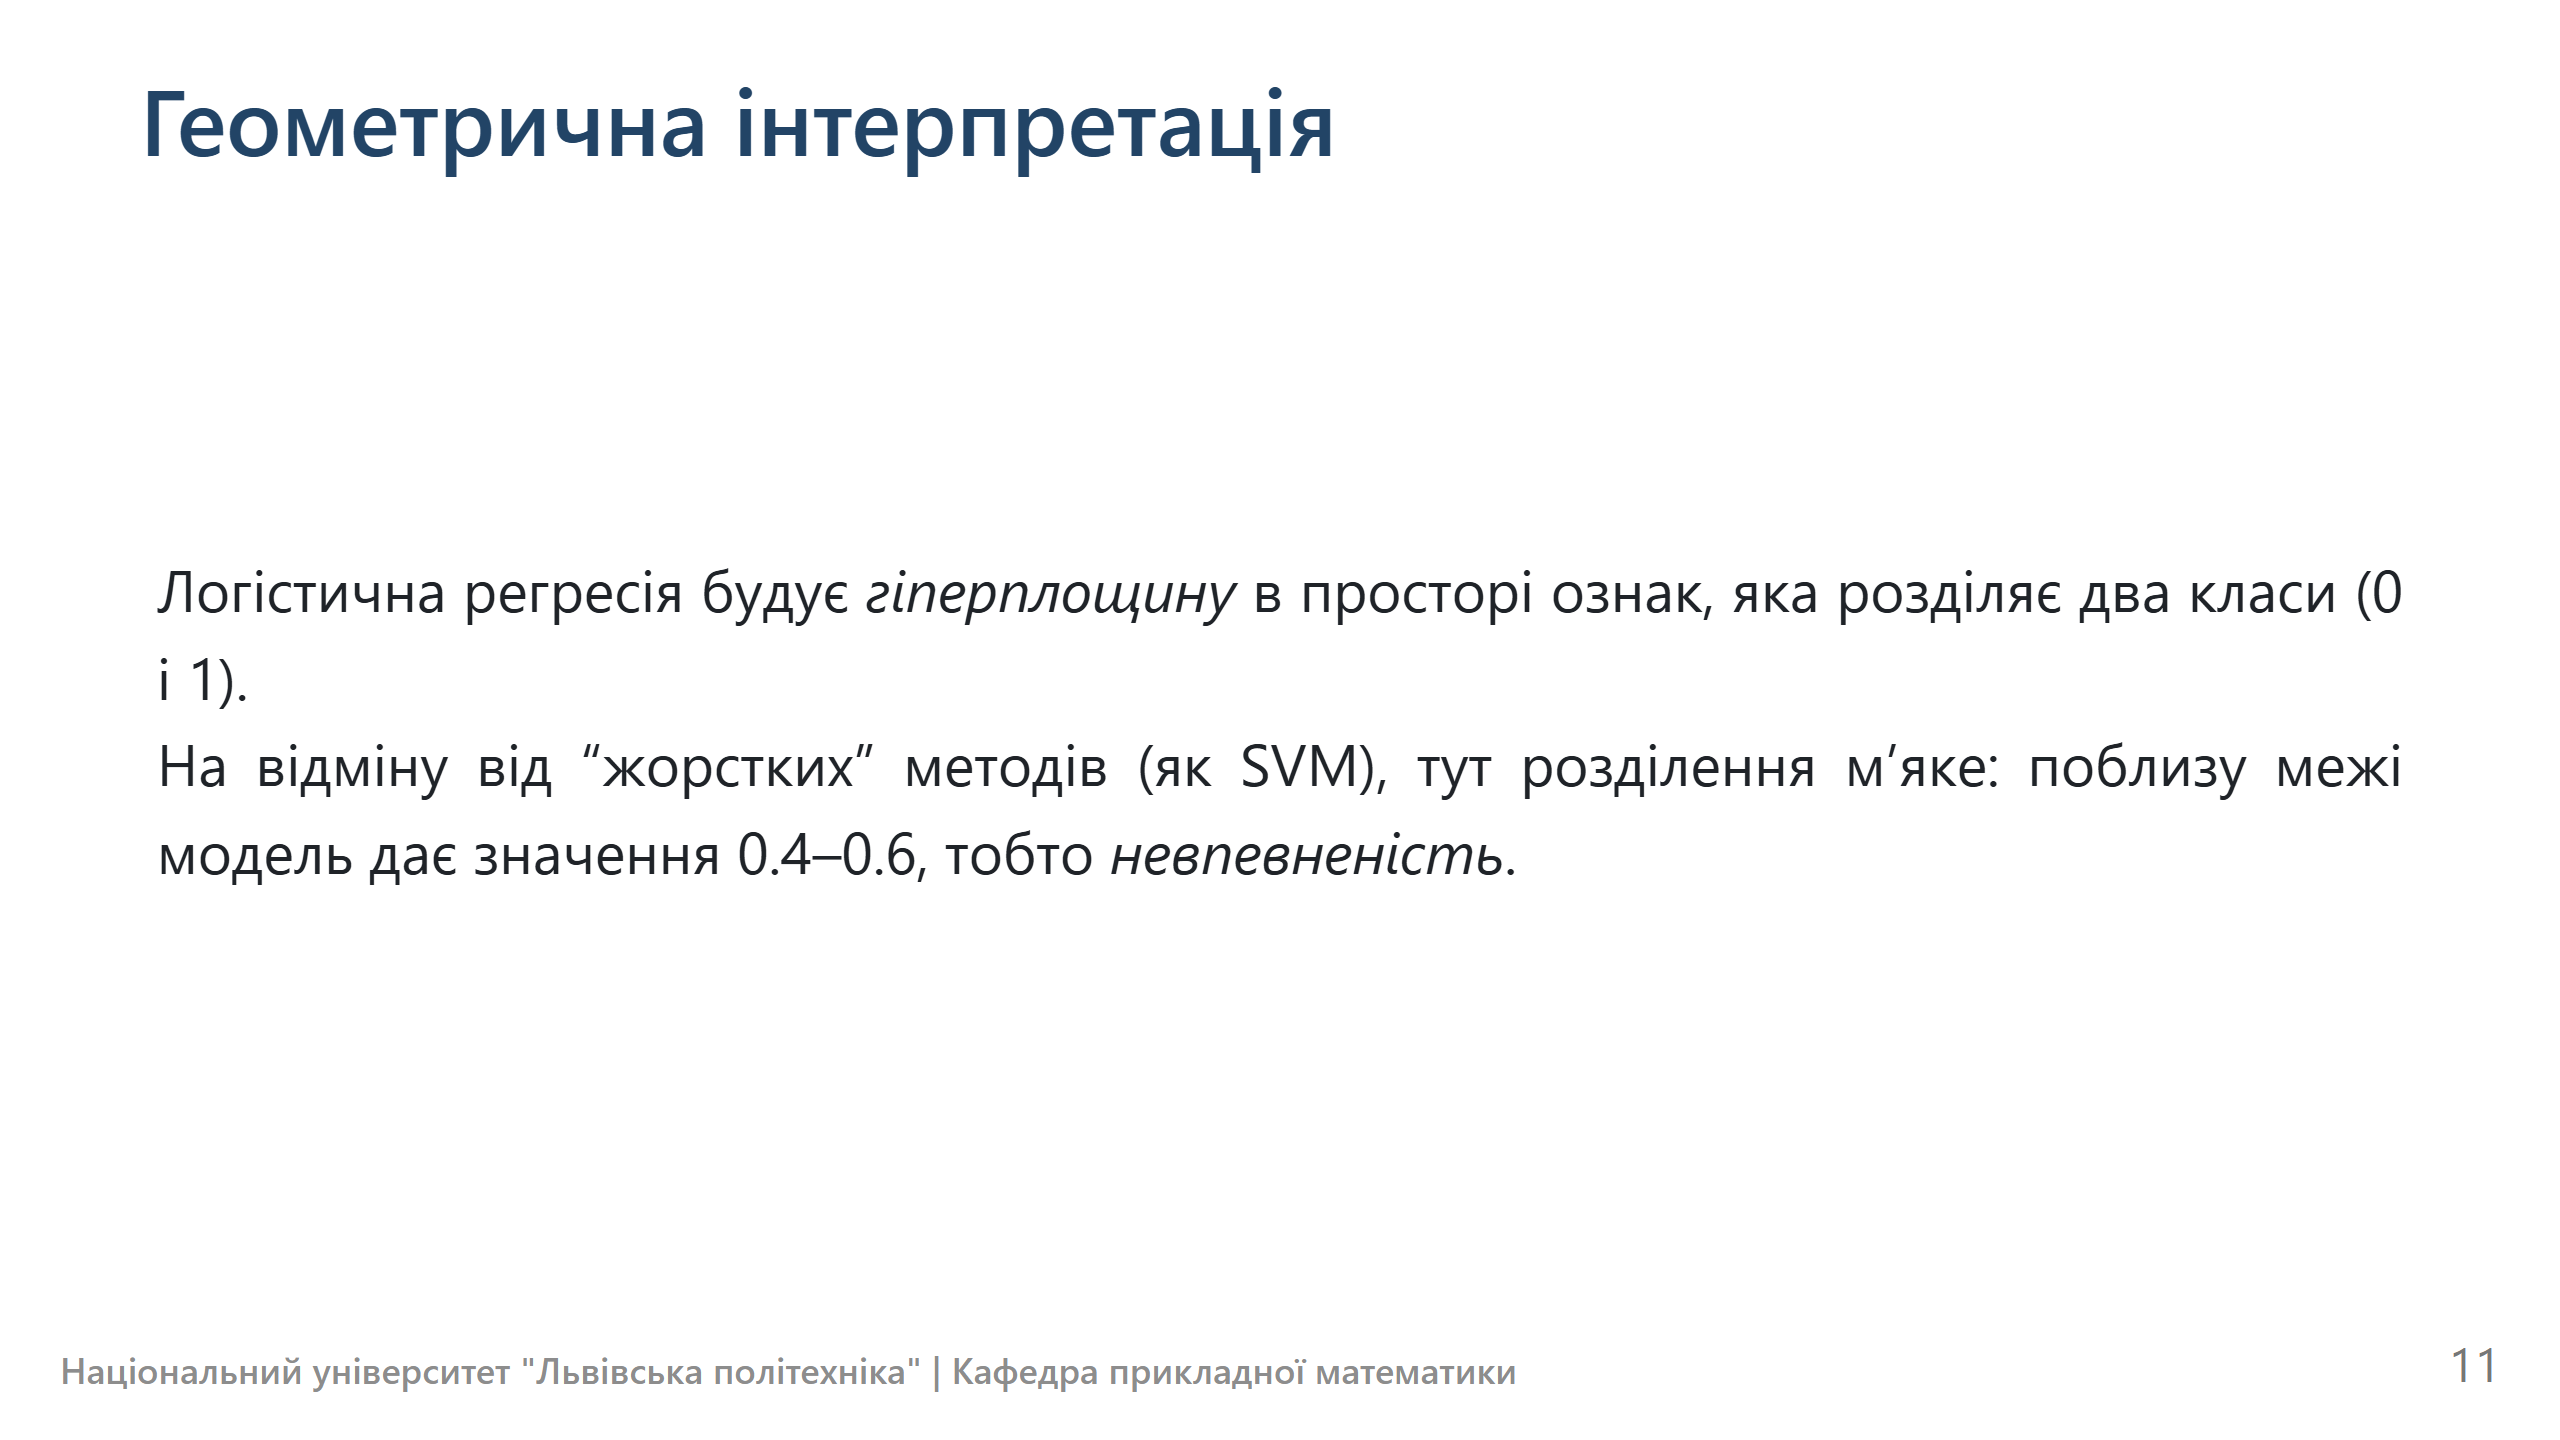 Геометрична інтерпретація
Логістична регресія будує гіперплощину в просторі ознак, яка розділяє два класи (0
і 1).
На відміну від “жорстких” методів (як SVM), тут розділення м’яке: поблизу межі
модель дає значення 0.4–0.6, тобто невпевненість.
Національний університет "Львівська політехніка" | Кафедра прикладної математики
11